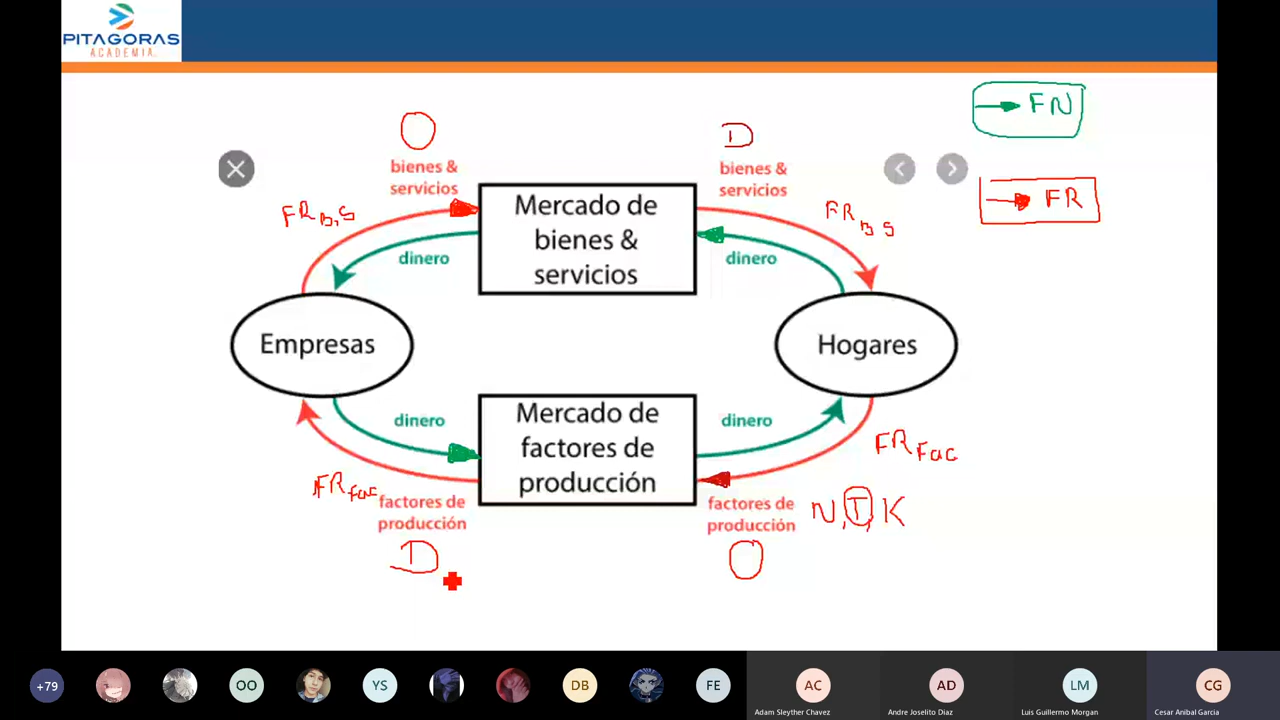 PITAGORAS
ACADEMIA
O
D
FN
FR
bienes &
servicios
bienes &
servicios
FR B,S
FR B S
Mercado de
bienes &
servicios
dinero
dinero
Empresas
Hogares
dinero
dinero
Mercado de
factores de
producción
FR Fac
FR Fac
factores de
producción
factores de
producción
N, T, K
D
O
+79
OO
YS
DB
FE
AC
AD
LM
CG
Adam Sleyther Chavez
Andre Joselito Diaz
Luis Guillermo Morgan
Cesar Anibal Garcia